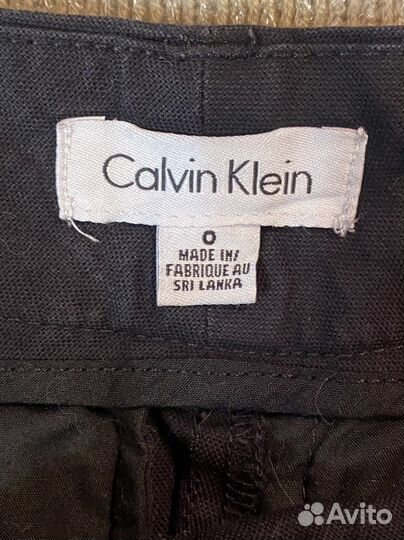 Calvin Klein
0
MADE IN/
FABRIQUE AU
SRI LANKA
Avito